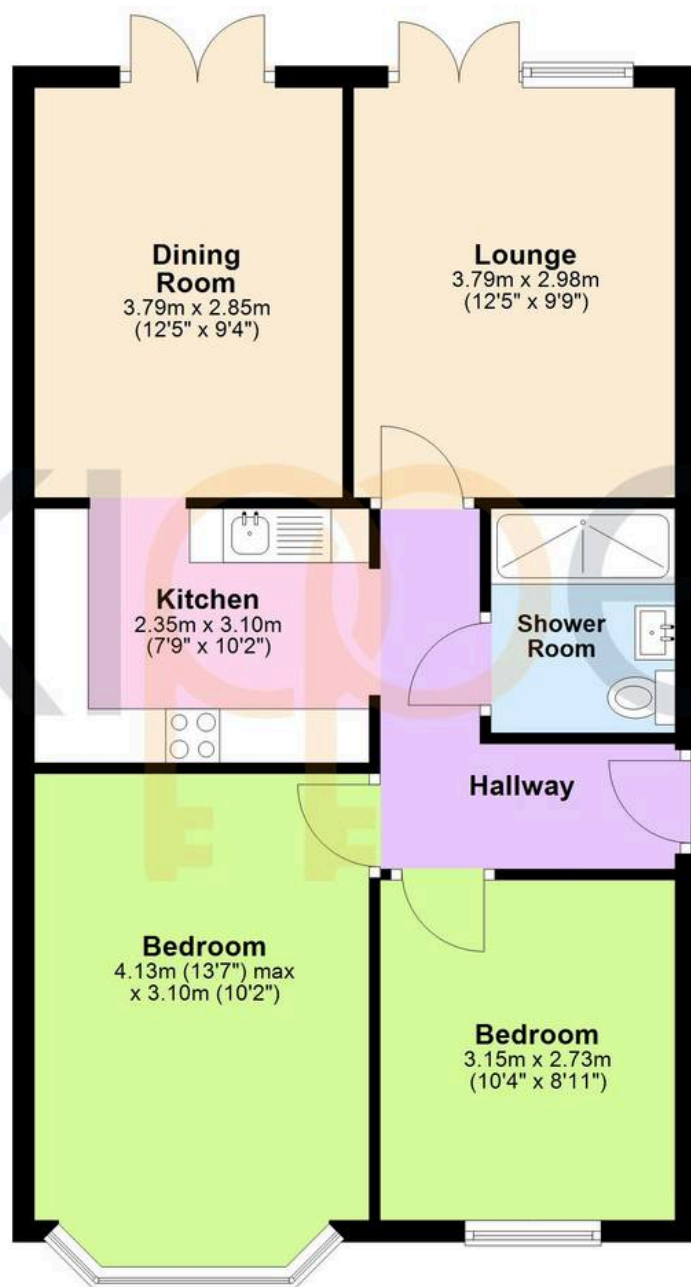 Dining
Room
3.79m x 2.85m
(12'5" x 9'4")
Lounge
3.79m x 2.98m
(12'5" x 9'9")
Kitchen
2.35m x 3.10m
(7'9" x 10'2")
Shower
Room
Hallway
Bedroom
4.13m (13'7") max
x 3.10m (10'2")
Bedroom
3.15m x 2.73m
(10'4" x 8'11")